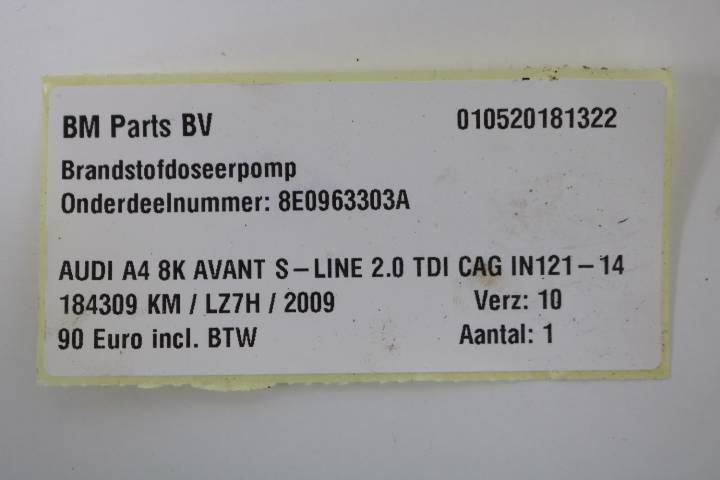 BM Parts BV 010520181322
Brandstofdoseerpomp
Onderdeelnummer: 8E0963303A
AUDI A4 8K AVANT S-LINE 2.0 TDI CAG IN121-14
184309 KM / LZ7H / 2009 Verz: 10
90 Euro incl. BTW Aantal: 1